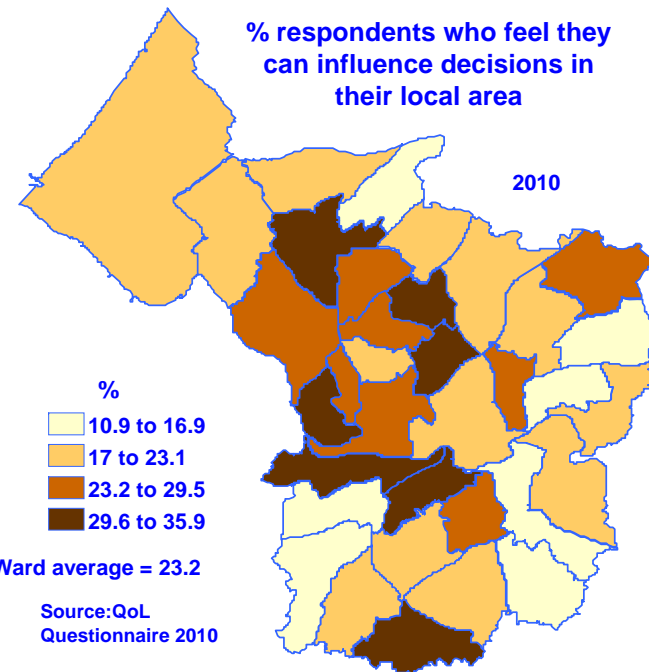 % respondents who feel they
can influence decisions in
their local area
2010
%
10.9 to 16.9
17 to 23.1
23.2 to 29.5
29.6 to 35.9
Ward average = 23.2
Source:QoL
Questionnaire 2010